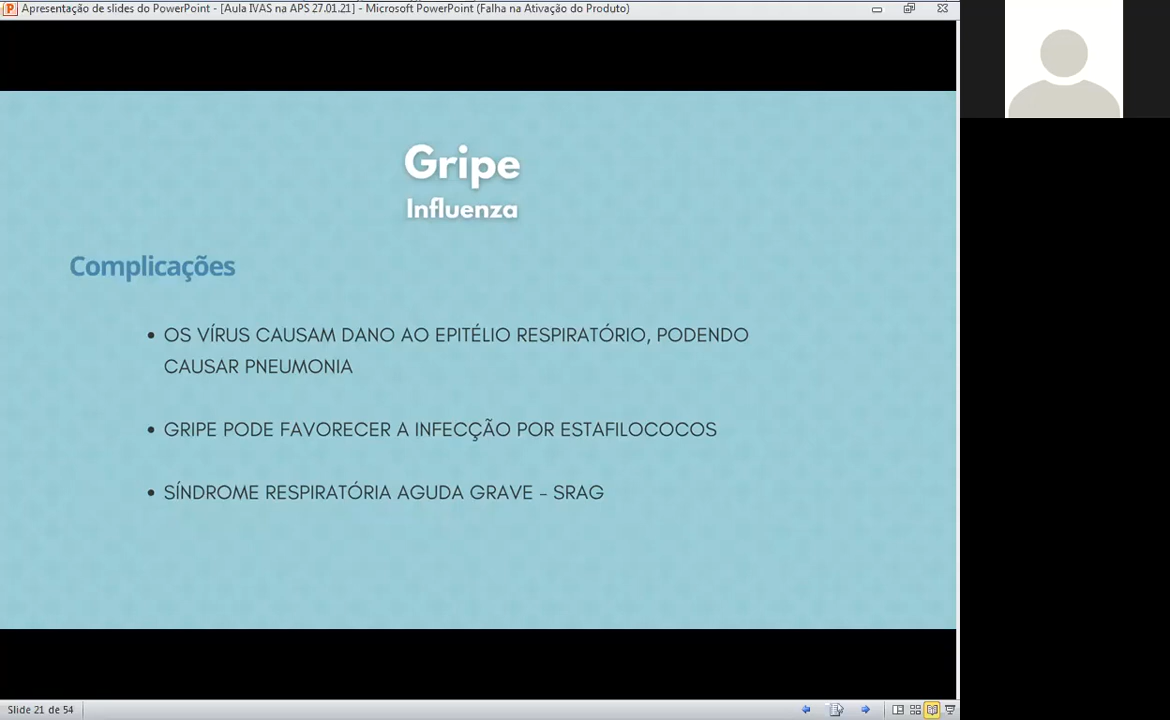 Apresentação de slides do PowerPoint - [Aula IVAS na APS 27.01.21] - Microsoft PowerPoint (Falha na Ativação do Produto)
Gripe
Influenza
Complicações
• OS VÍRUS CAUSAM DANO AO EPITÉLIO RESPIRATÓRIO, PODENDO
CAUSAR PNEUMONIA
• GRIPE PODE FAVORECER A INFECÇÃO POR ESTAFILOCOCOS
• SÍNDROME RESPIRATÓRIA AGUDA GRAVE - SRAG
Slide 21 de 54